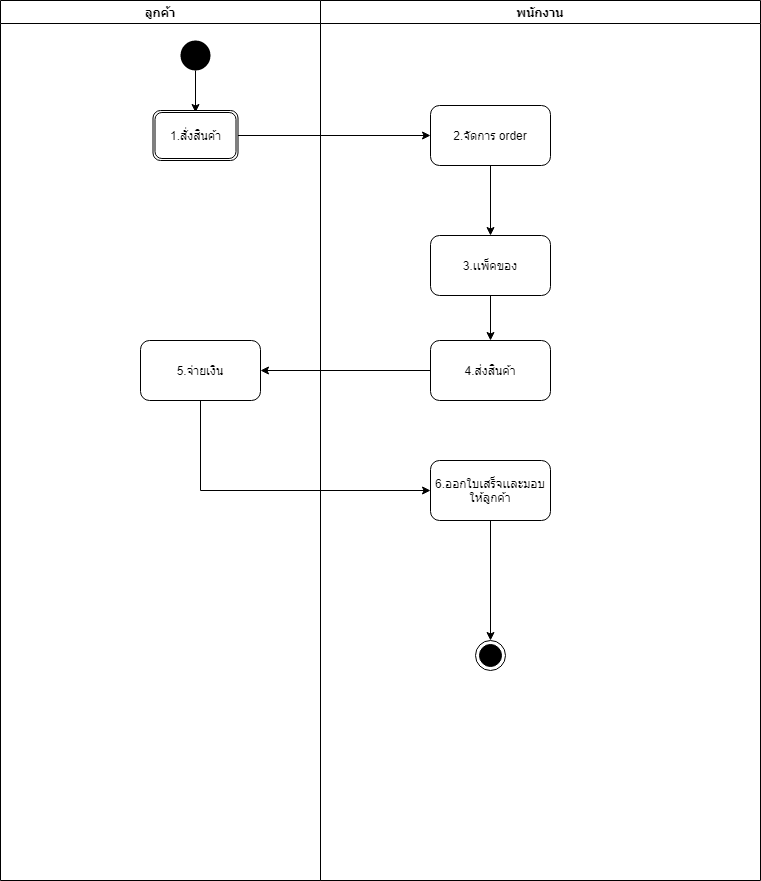 ลูกค้า
พนักงาน
1.สั่งสินค้า
2.จัดการ order
3.แพ็คของ
5.จ่ายเงิน
4.ส่งสินค้า
6.ออกใบเสร็จและมอบ
ให้ลูกค้า